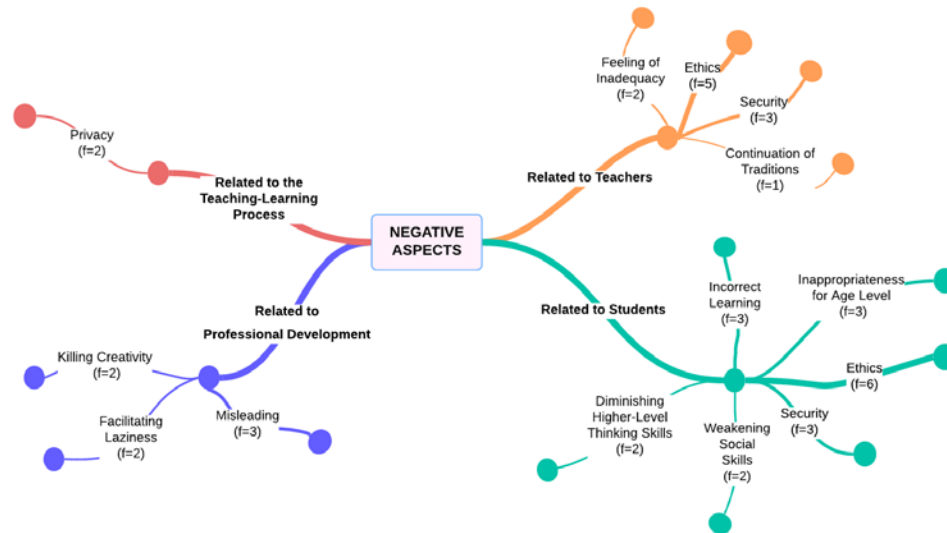 NEGATIVE
ASPECTS
Related to the
Teaching-Learning
Process
Privacy
(f=2)
Related to Teachers
Feeling of
Inadequacy
(f=2)
Ethics
(f=5)
Security
(f=3)
Continuation of
Traditions
(f=1)
Related to
Professional Development
Killing Creativity
(f=2)
Facilitating
Laziness
(f=2)
Misleading
(f=3)
Related to Students
Incorrect
Learning
(f=3)
Inappropriateness
for Age Level
(f=3)
Ethics
(f=6)
Security
(f=3)
Weakening
Social
Skills
(f=2)
Diminishing
Higher-Level
Thinking Skills
(f=2)